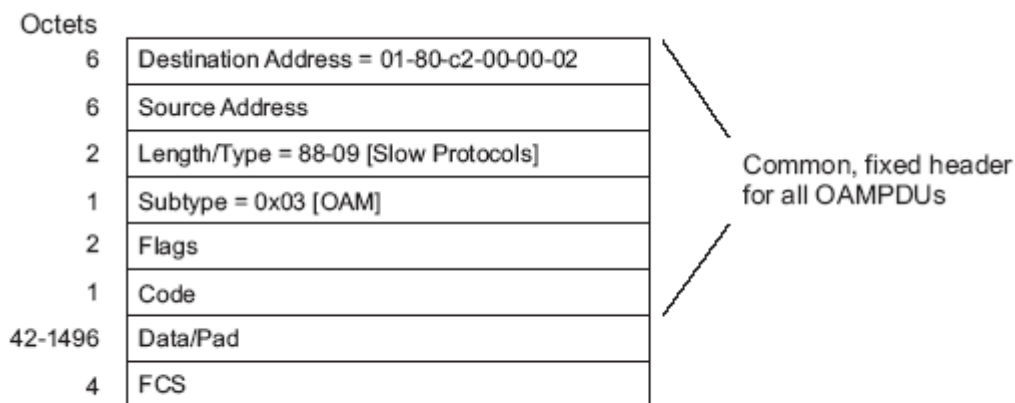 Octets
6 Destination Address = 01-80-c2-00-00-02
6 Source Address
2 Length/Type = 88-09 [Slow Protocols]
1 Subtype = 0x03 [OAM]
2 Flags
1 Code
42-1496 Data/Pad
4 FCS
Common, fixed header
for all OAMPDUs